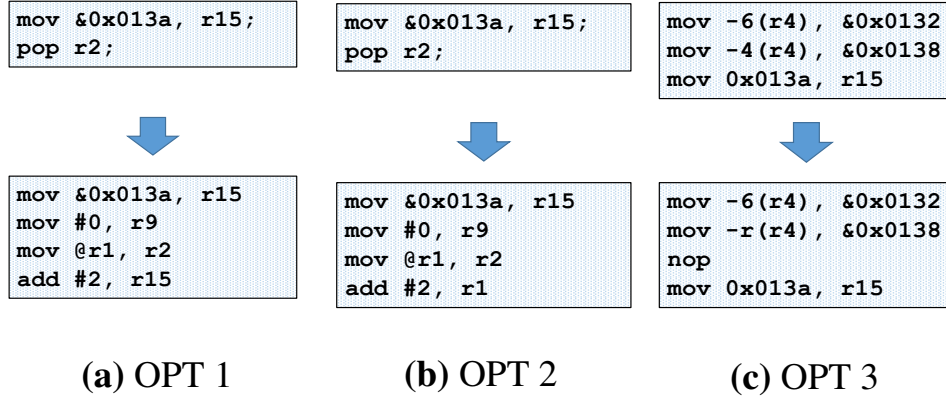 mov &0x013a, r15;
pop r2;
mov &0x013a, r15
mov #0, r9
mov @r1, r2
add #2, r15
(a) OPT 1
mov &0x013a, r15;
pop r2;
mov &0x013a, r15
mov #0, r9
mov @r1, r2
add #2, r1
(b) OPT 2
mov -6(r4), &0x0132
mov -4(r4), &0x0138
mov 0x013a, r15
mov -6(r4), &0x0132
mov -r(r4), &0x0138
nop
mov 0x013a, r15
(c) OPT 3